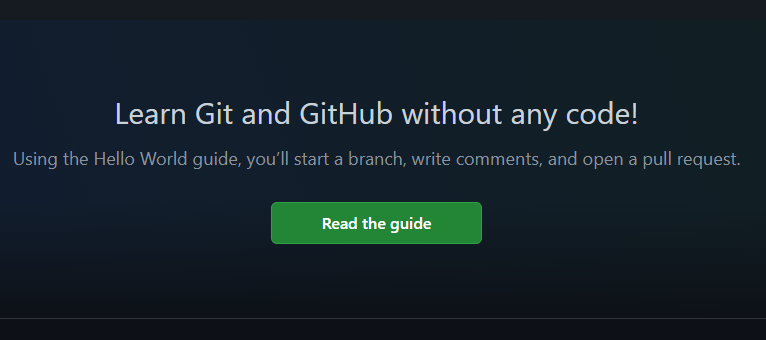 Learn Git and GitHub without any code!
Using the Hello World guide, you’ll start a branch, write comments, and open a pull request.
Read the guide